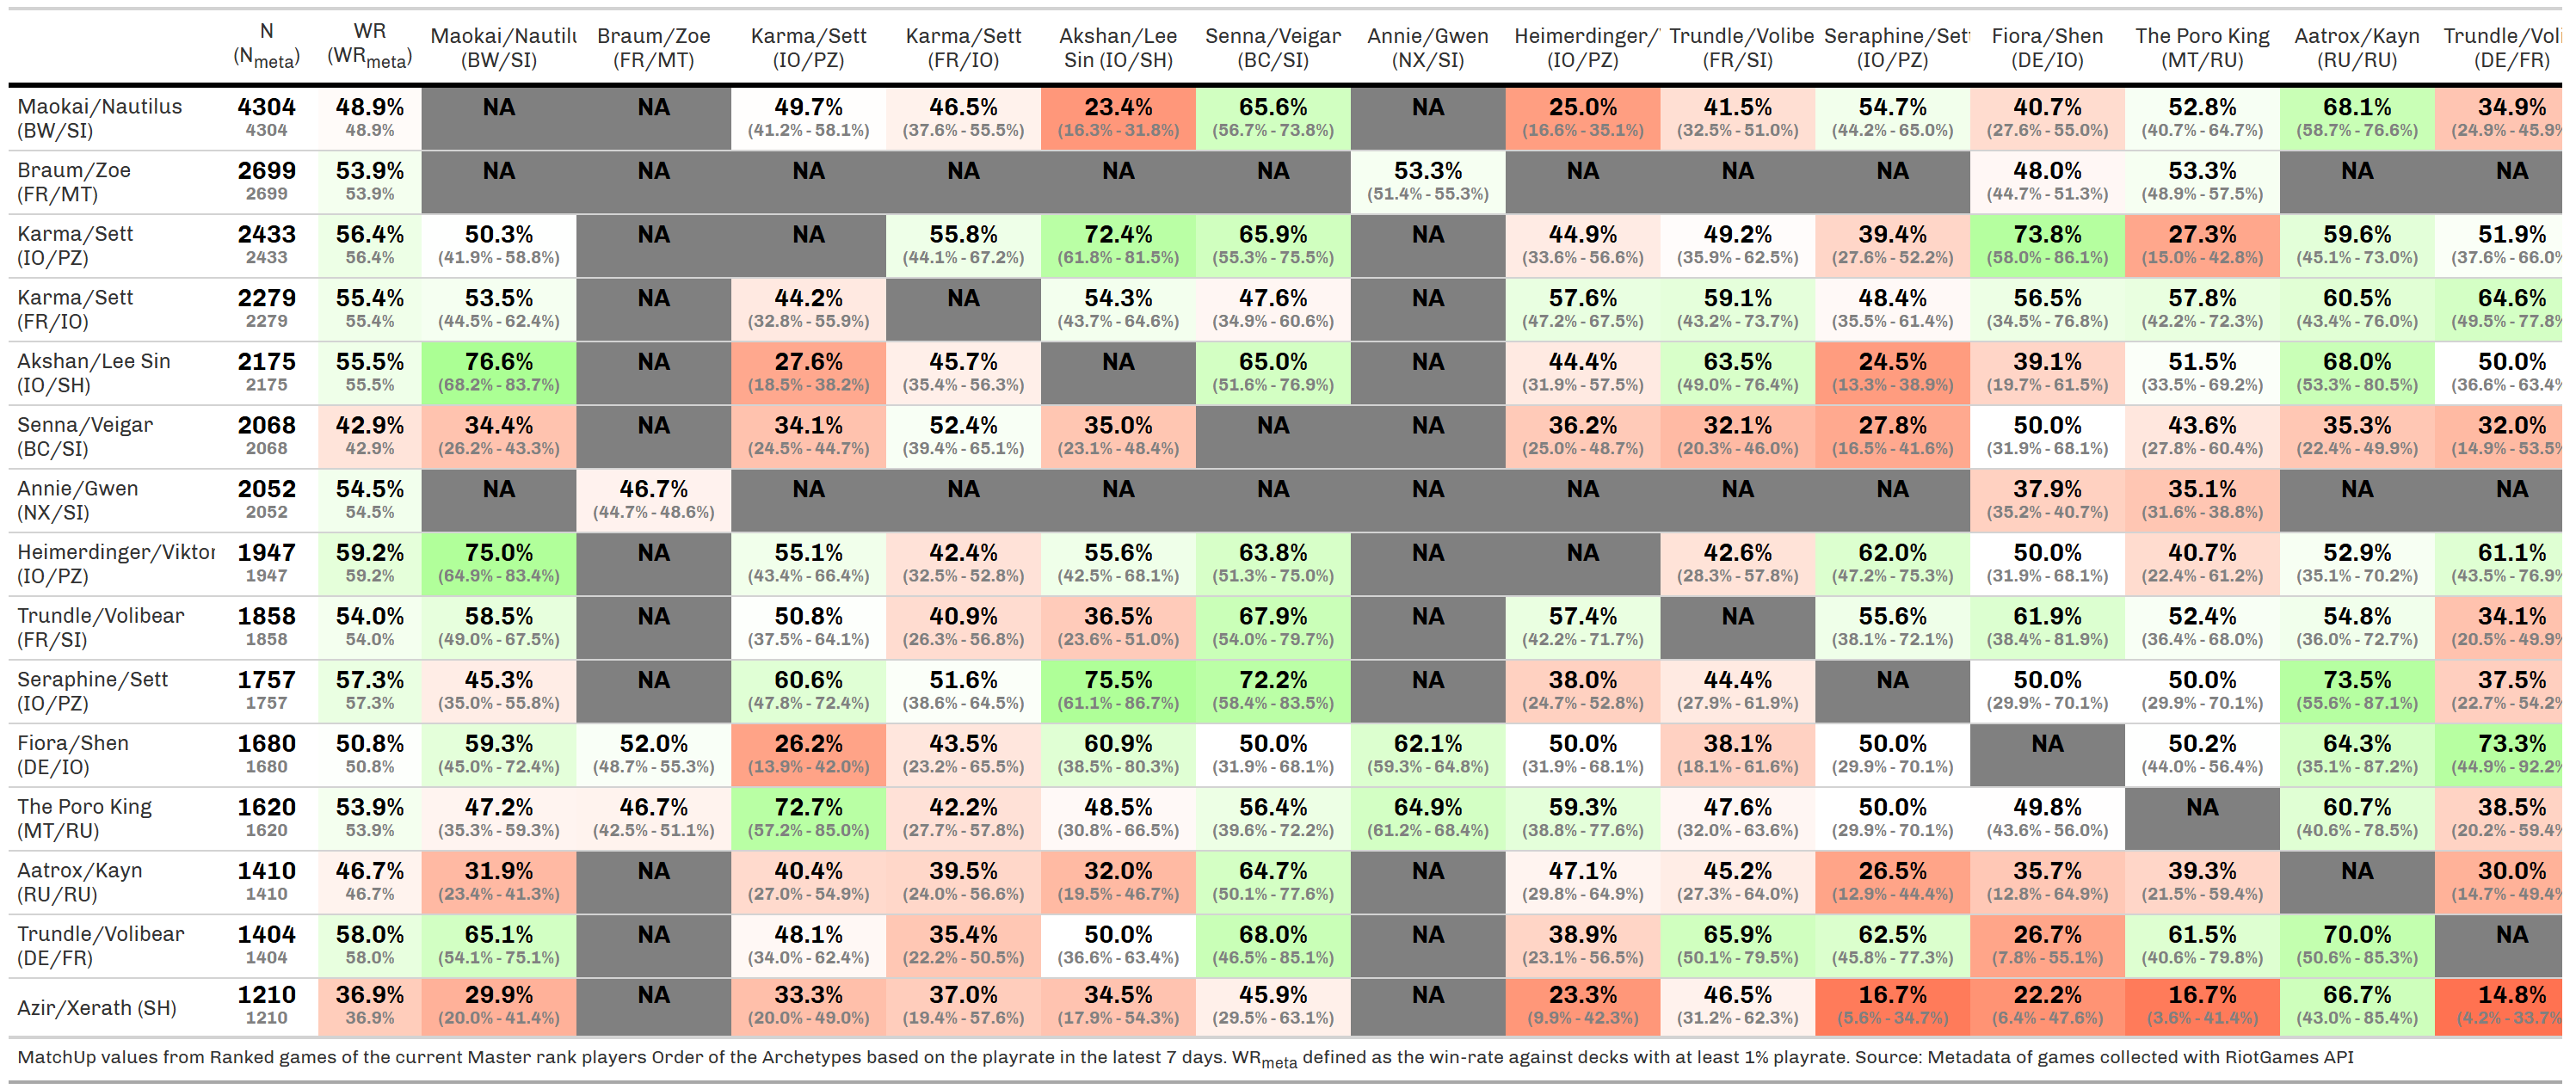 N WR Maokai/Nautilu Braum/Zoe Karma/Sett Karma/Sett Akshan/Lee Senna/Veigar Annie/Gwen Heimerdinger/ Trundle/Volibe Seraphine/Set Fiora/Shen The Poro King Aatrox/Kayn Trundle/Voli
(Nmeta) (WRmeta) (BW/SI) (FR/MT) (IO/PZ) (FR/IO) Sin (IO/SH) (BC/SI) (NX/SI) (IO/PZ) (FR/SI) (IO/PZ) (DE/IO) (MT/RU) (RU/RU) (DE/FR)
Maokai/Nautilus 4304 48.9% NA NA 49.7% 46.5% 23.4% 65.6% NA 25.0% 41.5% 54.7% 40.7% 52.8% 68.1% 34.9%
(BW/SI) 4304 48.9% (41.2% - 58.1%) (37.6% - 55.5%) (16.3% - 31.8%) (56.7% - 73.8%) (16.6% - 35.1%) (32.5% - 51.0%) (44.2% - 65.0%) (27.6% - 55.0%) (40.7% - 64.7%) (58.7% - 76.6%) (24.9% - 45.9%
Braum/Zoe 2699 53.9% NA NA NA NA NA NA 53.3% NA NA NA 48.0% 53.3% NA NA
(FR/MT) 2699 53.9% (51.4% - 55.3%) (44.7% - 51.3%) (48.9% - 57.5%)
Karma/Sett 2433 56.4% 50.3% NA NA 55.8% 72.4% 65.9% NA 44.9% 49.2% 39.4% 73.8% 27.3% 59.6% 51.9%
(IO/PZ) 2433 56.4% (41.9% - 58.8%) (44.1% - 67.2%) (61.8% - 81.5%) (55.3% - 75.5%) (33.6% - 56.6%) (35.9% - 62.5%) (27.6% - 52.2%) (58.0% - 86.1%) (15.0% - 42.8%) (45.1% - 73.0%) (37.6% - 66.0%
Karma/Sett 2279 55.4% 53.5% NA 44.2% NA 54.3% 47.6% NA 57.6% 59.1% 48.4% 56.5% 57.8% 60.5% 64.6%
(FR/IO) 2279 55.4% (44.5% - 62.4%) (32.8% - 55.9%) (43.7% - 64.6%) (34.9% - 60.6%) (47.2% - 67.5%) (43.2% - 73.7%) (35.5% - 61.4%) (34.5% - 76.8%) (42.2% - 72.3%) (43.4% - 76.0%) (49.5% - 77.8%
Akshan/Lee Sin 2175 55.5% 76.6% NA 27.6% 45.7% NA 65.0% NA 44.4% 63.5% 24.5% 39.1% 51.5% 68.0% 50.0%
(IO/SH) 2175 55.5% (68.2% - 83.7%) (18.5% - 38.2%) (35.4% - 56.3%) (51.6% - 76.9%) (31.9% - 57.5%) (49.0% - 76.4%) (13.3% - 38.9%) (19.7% - 61.5%) (33.5% - 69.2%) (53.3% - 80.5%) (36.6% - 63.4%
Senna/Veigar 2068 42.9% 34.4% NA 34.1% 52.4% 35.0% NA NA 36.2% 32.1% 27.8% 50.0% 43.6% 35.3% 32.0%
(BC/SI) 2068 42.9% (26.2% - 43.3%) (24.5% - 44.7%) (39.4% - 65.1%) (23.1% - 48.4%) (25.0% - 48.7%) (20.3% - 46.0%) (16.5% - 41.6%) (31.9% - 68.1%) (27.8% - 60.4%) (22.4% - 49.9%) (14.9% - 53.5%
Annie/Gwen 2052 54.5% NA 46.7% NA NA NA NA NA NA NA NA 37.9% 35.1% NA NA
(NX/SI) 2052 54.5% (44.7% - 48.6%) (35.2% - 40.7%) (31.6% - 38.8%)
Heimerdinger/Viktor 1947 59.2% 75.0% NA 55.1% 42.4% 55.6% 63.8% NA NA 42.6% 62.0% 50.0% 40.7% 52.9% 61.1%
(IO/PZ) 1947 59.2% (64.9% - 83.4%) (43.4% - 66.4%) (32.5% - 52.8%) (42.5% - 68.1%) (51.3% - 75.0%) (28.3% - 57.8%) (47.2% - 75.3%) (31.9% - 68.1%) (22.4% - 61.2%) (35.1% - 70.2%) (43.5% - 76.9%
Trundle/Volibear 1858 54.0% 58.5% NA 50.8% 40.9% 36.5% 67.9% NA 57.4% NA 55.6% 61.9% 52.4% 54.8% 34.1%
(FR/SI) 1858 54.0% (49.0% - 67.5%) (37.5% - 64.1%) (26.3% - 56.8%) (23.6% - 51.0%) (54.0% - 79.7%) (42.2% - 71.7%) (38.1% - 72.1%) (38.4% - 81.9%) (36.4% - 68.0%) (36.0% - 72.7%) (20.5% - 49.9%
Seraphine/Sett 1757 57.3% 45.3% NA 60.6% 51.6% 75.5% 72.2% NA 38.0% 44.4% NA 50.0% 50.0% 73.5% 37.5%
(IO/PZ) 1757 57.3% (35.0% - 55.8%) (47.8% - 72.4%) (38.6% - 64.5%) (61.1% - 86.7%) (58.4% - 83.5%) (24.7% - 52.8%) (27.9% - 61.9%) (29.9% - 70.1%) (29.9% - 70.1%) (55.6% - 87.1%) (22.7% - 54.2%
Fiora/Shen 1680 50.8% 59.3% 52.0% 26.2% 43.5% 60.9% 50.0% 62.1% 50.0% 38.1% 50.0% NA 50.2% 64.3% 73.3%
(DE/IO) 1680 50.8% (45.0% - 72.4%) (48.7% - 55.3%) (13.9% - 42.0%) (23.2% - 65.5%) (38.5% - 80.3%) (31.9% - 68.1%) (59.3% - 64.8%) (31.9% - 68.1%) (18.1% - 61.6%) (29.9% - 70.1%) (44.0% - 56.4%) (35.1% - 87.2%) (44.9% - 92.2%
The Poro King 1620 53.9% 47.2% 46.7% 72.7% 42.2% 48.5% 56.4% 64.9% 59.3% 47.6% 50.0% 49.8% NA 60.7% 38.5%
(MT/RU) 1620 53.9% (35.3% - 59.3%) (42.5% - 51.1%) (57.2% - 85.0%) (27.7% - 57.8%) (30.8% - 66.5%) (39.6% - 72.2%) (61.2% - 68.4%) (38.8% - 77.6%) (32.0% - 63.6%) (29.9% - 70.1%) (43.6% - 56.0%) (40.6% - 78.5%) (20.2% - 59.4%
Aatrox/Kayn 1410 46.7% 31.9% NA 40.4% 39.5% 32.0% 64.7% NA 47.1% 45.2% 26.5% 35.7% 39.3% NA 30.0%
(RU/RU) 1410 46.7% (23.4% - 41.3%) (27.0% - 54.9%) (24.0% - 56.6%) (19.5% - 46.7%) (50.1% - 77.6%) (29.8% - 64.9%) (27.3% - 64.0%) (12.9% - 44.4%) (12.8% - 64.9%) (21.5% - 59.4%) (14.7% - 49.4%
Trundle/Volibear 1404 58.0% 65.1% NA 48.1% 35.4% 50.0% 68.0% NA 38.9% 65.9% 62.5% 26.7% 61.5% 70.0% NA
(DE/FR) 1404 58.0% (54.1% - 75.1%) (34.0% - 62.4%) (22.2% - 50.5%) (36.6% - 63.4%) (46.5% - 85.1%) (23.1% - 56.5%) (50.1% - 79.5%) (45.8% - 77.3%) (7.8% - 55.1%) (40.6% - 79.8%) (50.6% - 85.3%)
Azir/Xerath (SH) 1210 36.9% 29.9% NA 33.3% 37.0% 34.5% 45.9% NA 23.3% 46.5% 16.7% 22.2% 16.7% 66.7% 14.8%
1210 36.9% (20.0% - 41.4%) (20.0% - 49.0%) (19.4% - 57.6%) (17.9% - 54.3%) (29.5% - 63.1%) (9.9% - 42.3%) (31.2% - 62.3%) (5.6% - 34.7%) (6.4% - 47.6%) (3.6% - 41.4%) (43.0% - 85.4%) (4.2% - 33.7%
MatchUp values from Ranked games of the current Master rank players Order of the Archetypes based on the playrate in the latest 7 days. WRmeta defined as the win-rate against decks with at least 1% playrate. Source: Metadata of games collected with RiotGames API